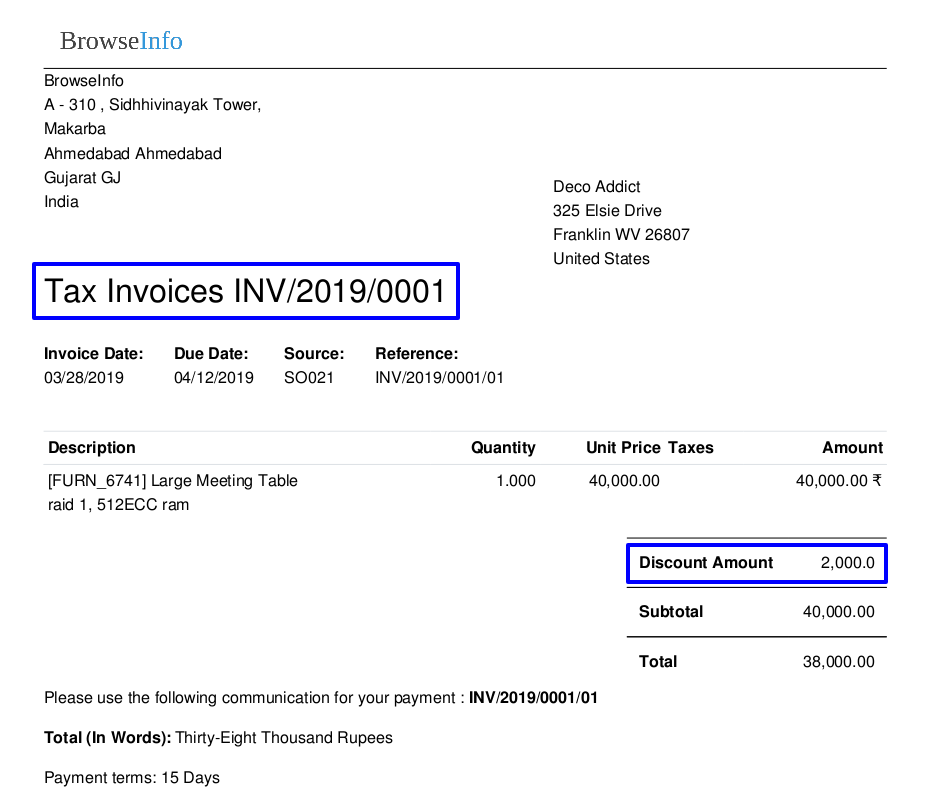 BrowseInfo
BrowseInfo
A - 310 , Sidhhivinayak Tower,
Makarba
Ahmedabad Ahmedabad
Gujarat GJ
India
Deco Addict
325 Elsie Drive
Franklin WV 26807
United States
Tax Invoices INV/2019/0001
Invoice Date: Due Date: Source: Reference:
03/28/2019 04/12/2019 SO021 INV/2019/0001/01
Description Quantity Unit Price Taxes Amount
[FURN_6741] Large Meeting Table 1.000 40,000.00 40,000.00 ₹
raid 1, 512ECC ram
Discount Amount 2,000.0
Subtotal 40,000.00
Total 38,000.00
Please use the following communication for your payment : INV/2019/0001/01
Total (In Words): Thirty-Eight Thousand Rupees
Payment terms: 15 Days